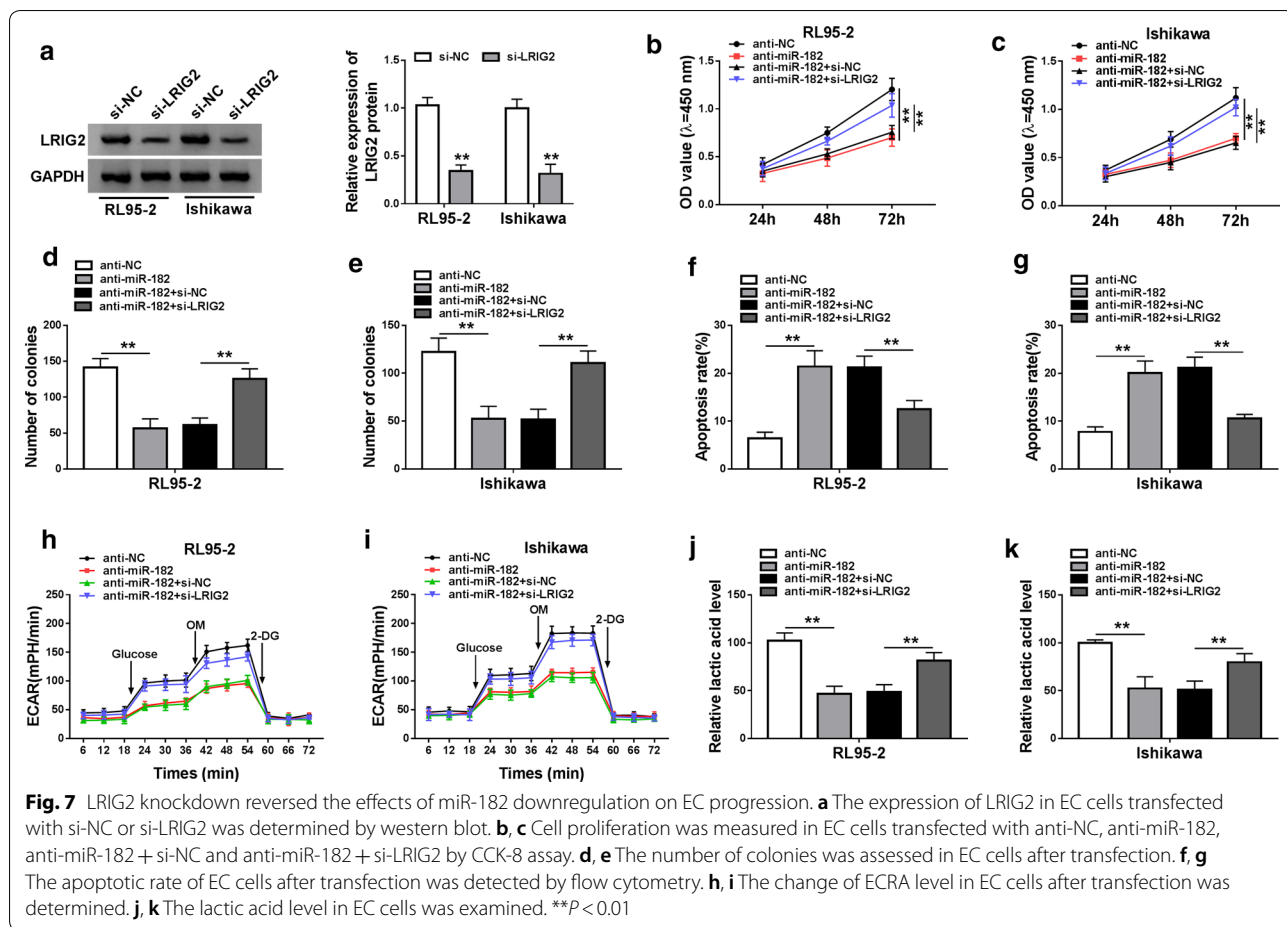 a
si-NC
si-LRIG2
si-NC
si-LRIG2
LRIG2
GAPDH
RL95-2
Ishikawa
si-NC
si-LRIG2
Relative expression of
LRIG2 protein
1.5
1.0
0.5
0.0
**
**
RL95-2
Ishikawa
b
RL95-2
anti-NC
anti-miR-182
anti-miR-182+si-NC
anti-miR-182+si-LRIG2
OD value (λ=450 nm)
1.5
1.0
0.5
0.0
**
**
24h 48h 72h
c
Ishikawa
anti-NC
anti-miR-182
anti-miR-182+si-NC
anti-miR-182+si-LRIG2
OD value (λ=450 nm)
1.5
1.0
0.5
0.0
**
**
24h 48h 72h
d
anti-NC
anti-miR-182
anti-miR-182+si-NC
anti-miR-182+si-LRIG2
Number of colonies
200
150
100
50
0
**
**
RL95-2
e
anti-NC
anti-miR-182
anti-miR-182+si-NC
anti-miR-182+si-LRIG2
Number of colonies
150
100
50
0
**
**
Ishikawa
f
anti-NC
anti-miR-182
anti-miR-182+si-NC
anti-miR-182+si-LRIG2
Apoptosis rate(%)
30
20
10
0
**
**
RL95-2
g
anti-NC
anti-miR-182
anti-miR-182+si-NC
anti-miR-182+si-LRIG2
Apoptosis rate(%)
30
20
10
0
**
**
Ishikawa
h
RL95-2
anti-NC
anti-miR-182
anti-miR-182+si-NC
anti-miR-182+si-LRIG2
ECAR(mPH/min)
250
200
150
100
50
0
Glucose
OM
2-DG
6 12 18 24 30 36 42 48 54 60 66 72
Times (min)
i
Ishikawa
anti-NC
anti-miR-182
anti-miR-182+si-NC
anti-miR-182+si-LRIG2
ECAR(mPH/min)
250
200
150
100
50
0
Glucose
OM
2-DG
6 12 18 24 30 36 42 48 54 60 66 72
Times (min)
j
anti-NC
anti-miR-182
anti-miR-182+si-NC
anti-miR-182+si-LRIG2
Relative lactic acid level
150
100
50
0
**
**
RL95-2
k
anti-NC
anti-miR-182
anti-miR-182+si-NC
anti-miR-182+si-LRIG2
Relative lactic acid level
150
100
50
0
**
**
Ishikawa
Fig. 7 LRIG2 knockdown reversed the effects of miR-182 downregulation on EC progression. a The expression of LRIG2 in EC cells transfected
with si-NC or si-LRIG2 was determined by western blot. b, c Cell proliferation was measured in EC cells transfected with anti-NC, anti-miR-182,
anti-miR-182 + si-NC and anti-miR-182 + si-LRIG2 by CCK-8 assay. d, e The number of colonies was assessed in EC cells after transfection. f, g
The apoptotic rate of EC cells after transfection was detected by flow cytometry. h, i The change of ECRA level in EC cells after transfection was
determined. j, k The lactic acid level in EC cells was examined. **P < 0.01